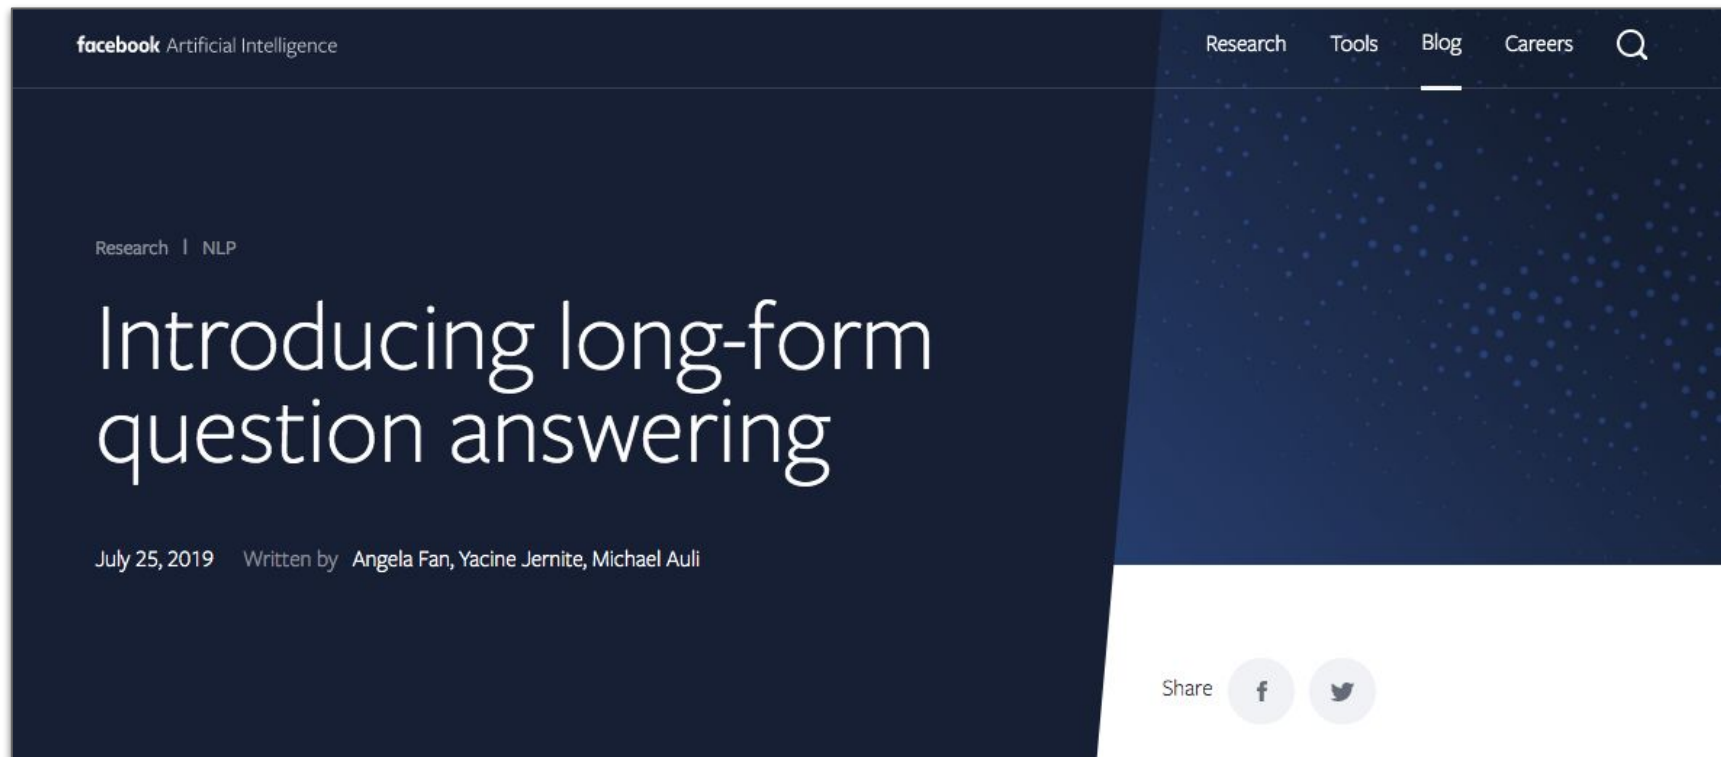 facebook Artificial Intelligence
Research Tools Blog Careers
Research | NLP
Introducing long-form
question answering
July 25, 2019 Written by Angela Fan, Yacine Jernite, Michael Auli
Share